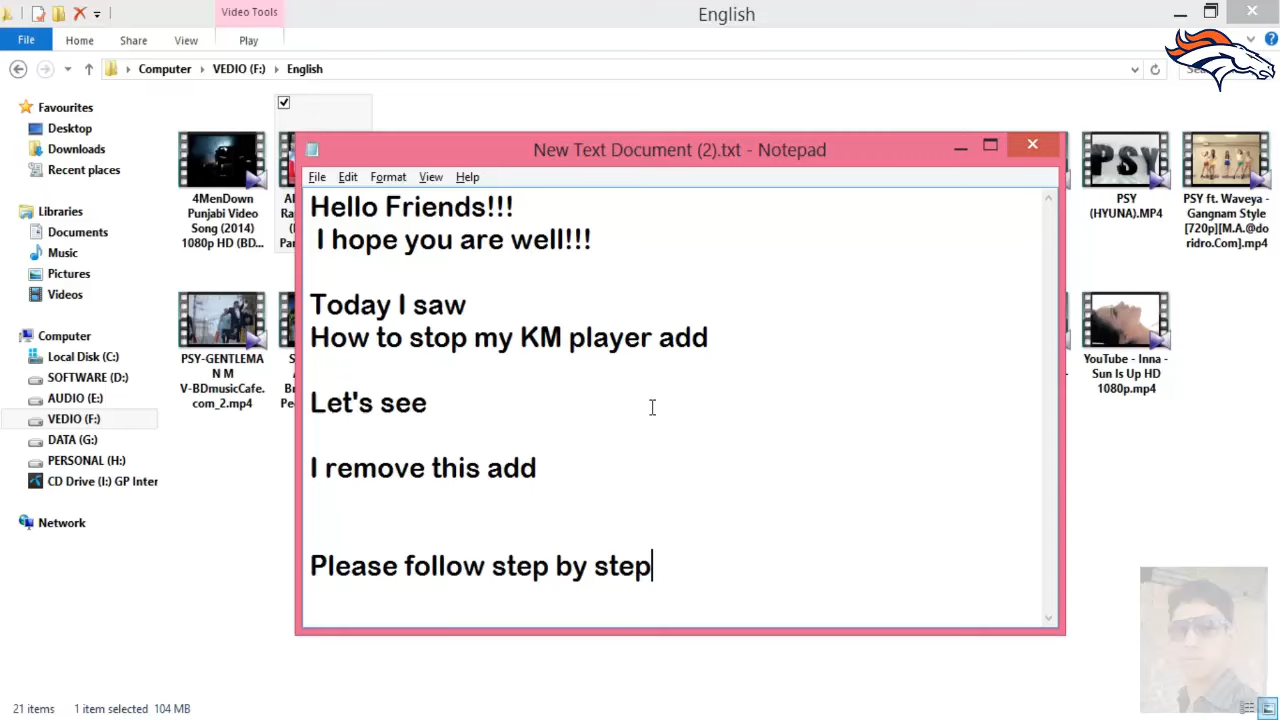 Video Tools
English
File
Home
Share
View
Play
Computer
VEDIO (F:)
English
Favourites
Desktop
Downloads
Recent places
Libraries
Documents
Music
Pictures
Videos
Computer
Local Disk (C:)
SOFTWARE (D:)
AUDIO (E:)
VEDIO (F:)
DATA (G:)
PERSONAL (H:)
CD Drive (I:) GP Inter
Network
4MenDown
Punjabi Video
Song (2014)
1080p HD (BD...
PSY
(HYUNA).MP4
PSY ft. Waveya -
Gangnam Style
[720p][M.A.@do
ridro.Com].mp4
PSY-GENTLEMA
N M
V-BDmusicCafe.
com_2.mp4
YouTube - Inna -
Sun Is Up HD
1080p.mp4
New Text Document (2).txt - Notepad
File
Edit
Format
View
Help
Hello Friends!!!
I hope you are well!!!
Today I saw
How to stop my KM player add
Let's see
I remove this add
Please follow step by step
21 items
1 item selected 104 MB